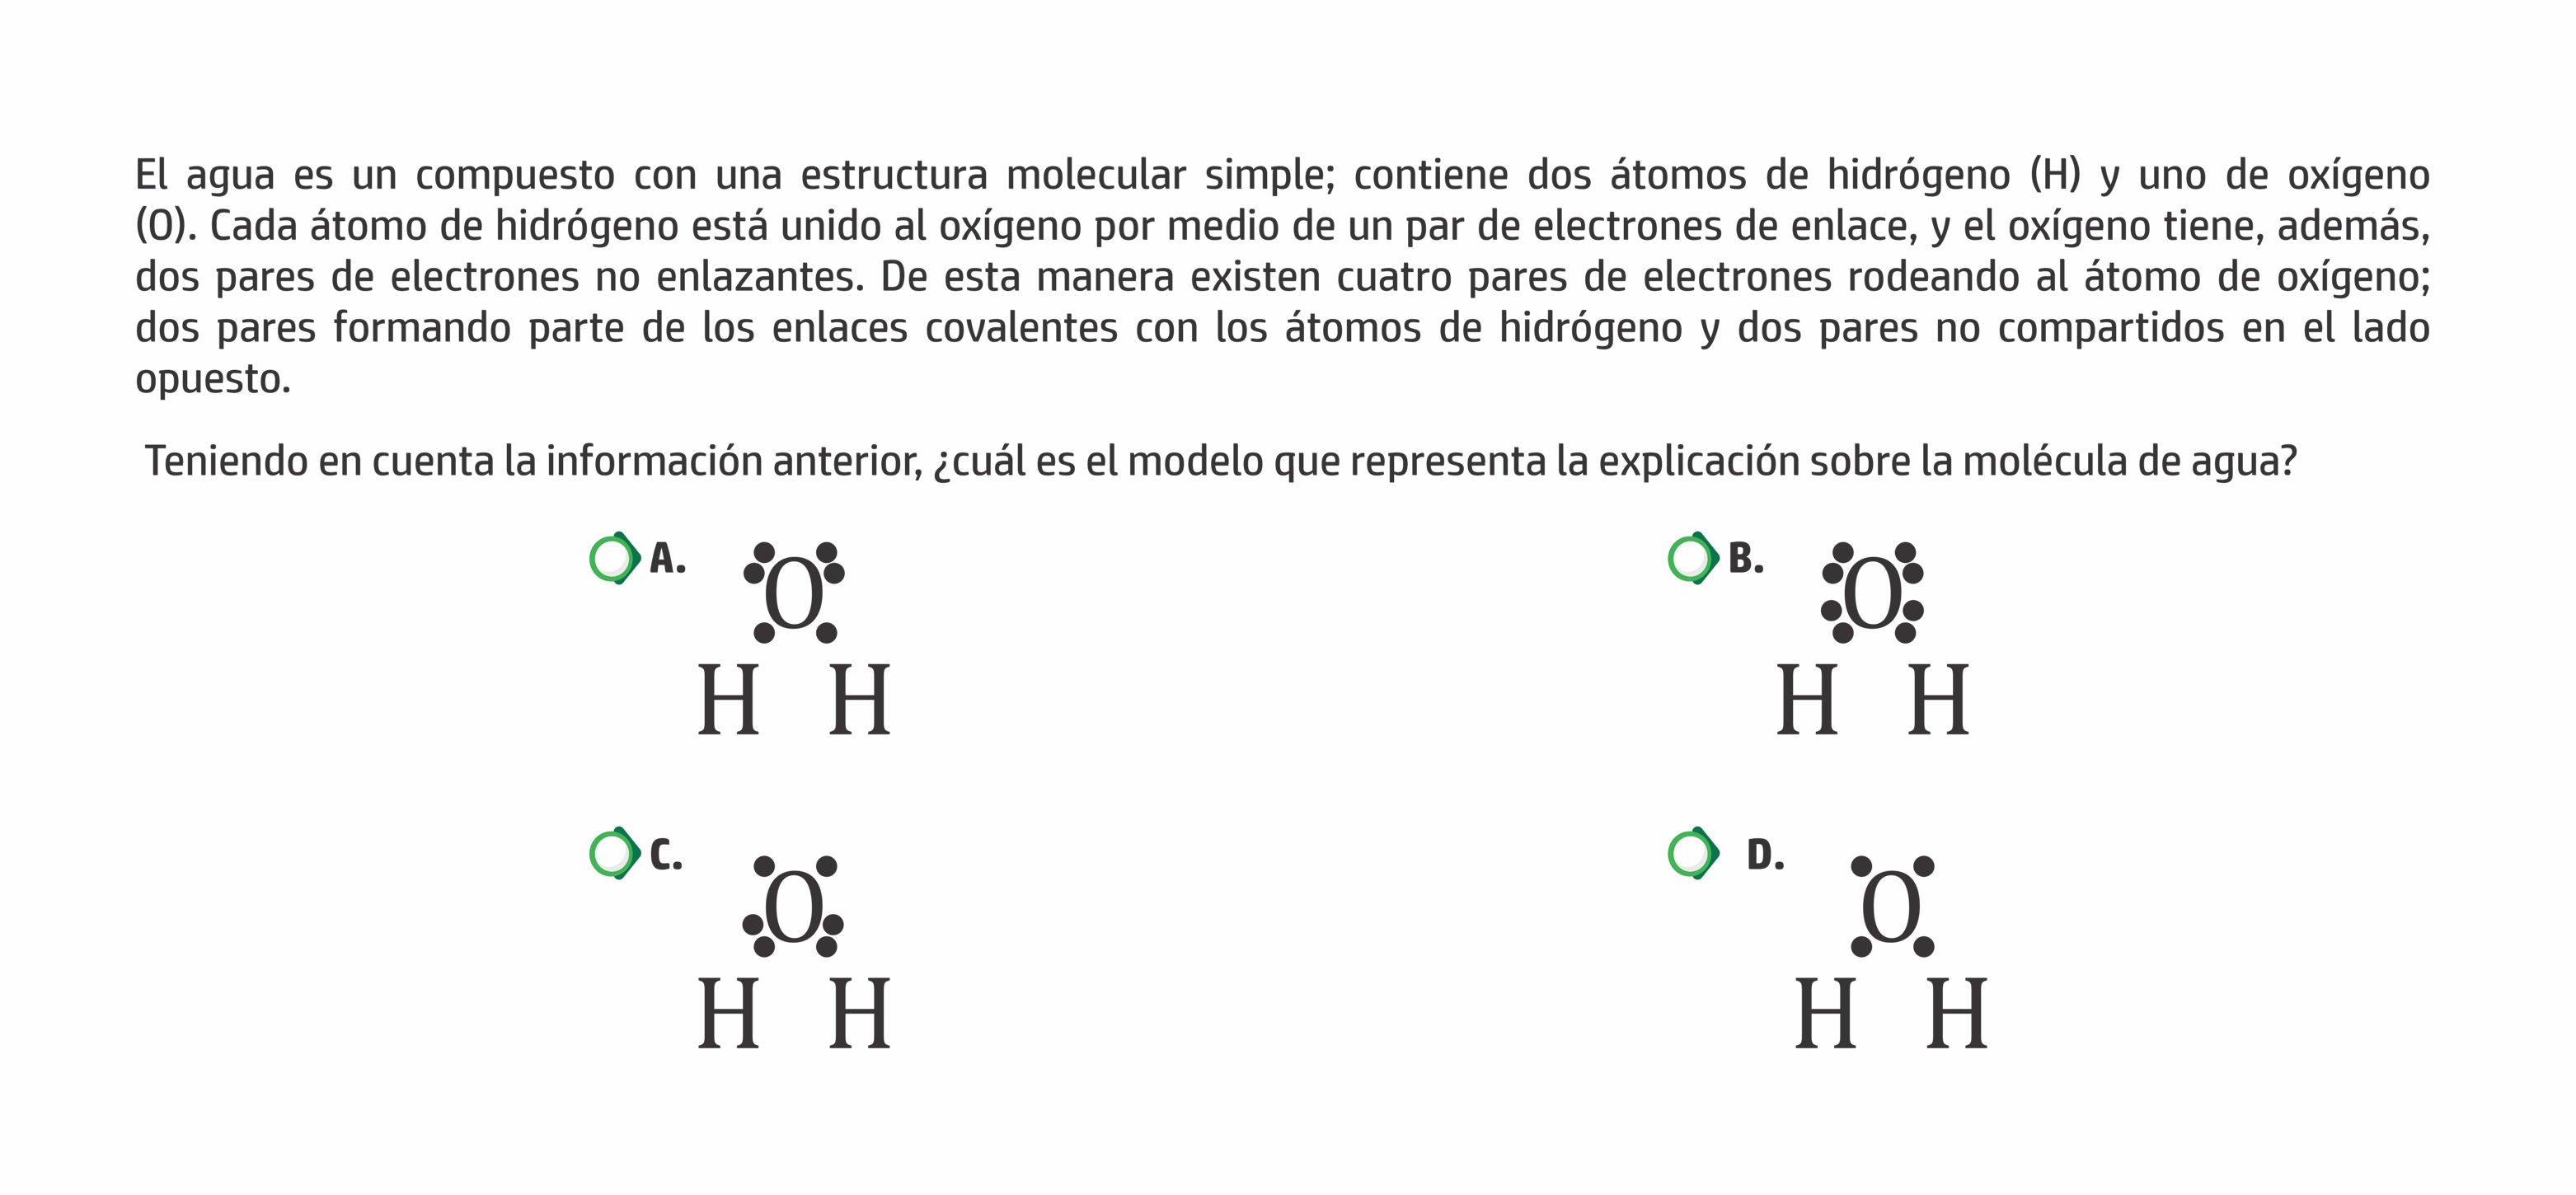 El agua es un compuesto con una estructura molecular simple; contiene dos átomos de hidrógeno (H) y uno de oxígeno
(O). Cada átomo de hidrógeno está unido al oxígeno por medio de un par de electrones de enlace, y el oxígeno tiene, además,
dos pares de electrones no enlazantes. De esta manera existen cuatro pares de electrones rodeando al átomo de oxígeno;
dos pares formando parte de los enlaces covalentes con los átomos de hidrógeno y dos pares no compartidos en el lado
opuesto.
Teniendo en cuenta la información anterior, ¿cuál es el modelo que representa la explicación sobre la molécula de agua?
A.
O
H H
B.
O
H H
C.
O
H H
D.
O
H H